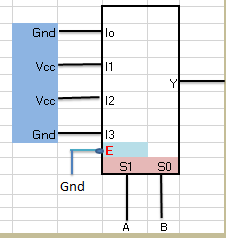 Gnd Io
Vcc I1
Y
Vcc I2
Gnd I3
E
S1 S0
Gnd
A B